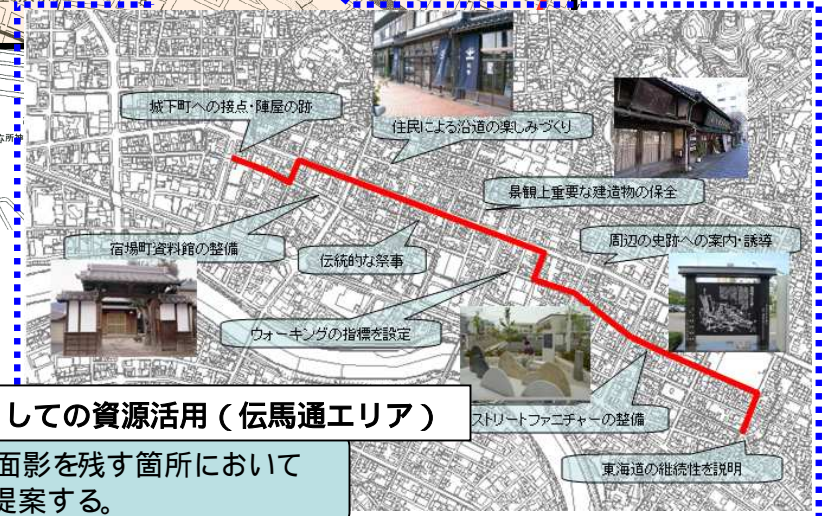 城下町への接点・陣屋の跡
住民による沿道の楽しみづくり
景観上重要な建造物の保全
周辺の史跡への案内・誘導
宿場町資料館の整備
伝統的な祭事
ウォーキングの指標を設定
ストリートファニチャーの整備
東海道の継続性を説明
しての資源活用(伝馬通エリア)
面影を残す箇所において
提案する。